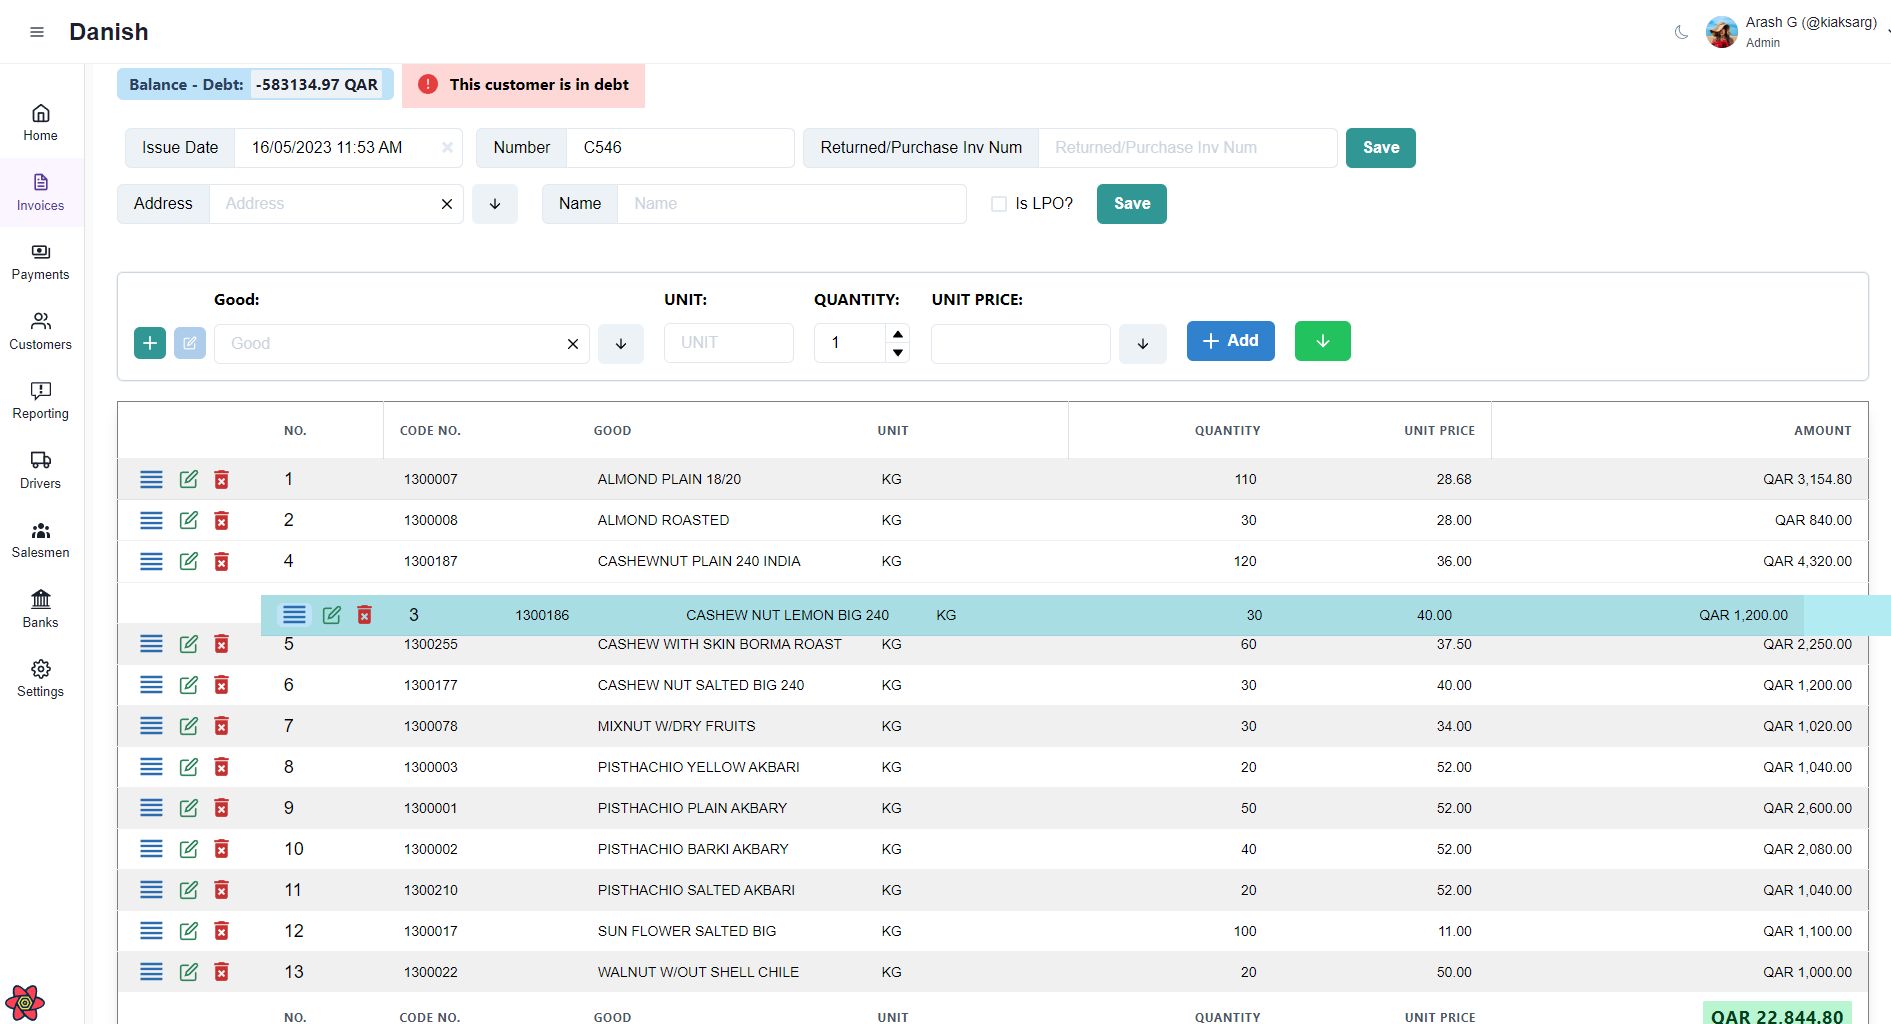 Danish
Arash G (@kiaksarg)
Admin
Home
Invoices
Payments
Customers
Reporting
Drivers
Salesmen
Banks
Settings
Balance - Debt: -583134.97 QAR
This customer is in debt
Issue Date 16/05/2023 11:53 AM Number C546 Returned/Purchase Inv Num Returned/Purchase Inv Num Save
Address Address Name Name Is LPO? Save
Good: UNIT: QUANTITY: UNIT PRICE:
Good UNIT 1 Add
NO. CODE NO. GOOD UNIT QUANTITY UNIT PRICE AMOUNT
1 1300007 ALMOND PLAIN 18/20 KG 110 28.68 QAR 3,154.80
2 1300008 ALMOND ROASTED KG 30 28.00 QAR 840.00
4 1300187 CASHEWNUT PLAIN 240 INDIA KG 120 36.00 QAR 4,320.00
3 1300186 CASHEW NUT LEMON BIG 240 KG 30 40.00 QAR 1,200.00
5 1300255 CASHEW WITH SKIN BORMA ROAST KG 60 37.50 QAR 2,250.00
6 1300177 CASHEW NUT SALTED BIG 240 KG 30 40.00 QAR 1,200.00
7 1300078 MIXNUT W/DRY FRUITS KG 30 34.00 QAR 1,020.00
8 1300003 PISTHACHIO YELLOW AKBARI KG 20 52.00 QAR 1,040.00
9 1300001 PISTHACHIO PLAIN AKBARY KG 50 52.00 QAR 2,600.00
10 1300002 PISTHACHIO BARKI AKBARY KG 40 52.00 QAR 2,080.00
11 1300210 PISTHACHIO SALTED AKBARI KG 20 52.00 QAR 1,040.00
12 1300017 SUN FLOWER SALTED BIG KG 100 11.00 QAR 1,100.00
13 1300022 WALNUT W/OUT SHELL CHILE KG 20 50.00 QAR 1,000.00
NO. CODE NO. GOOD UNIT QUANTITY UNIT PRICE QAR 22,844.80